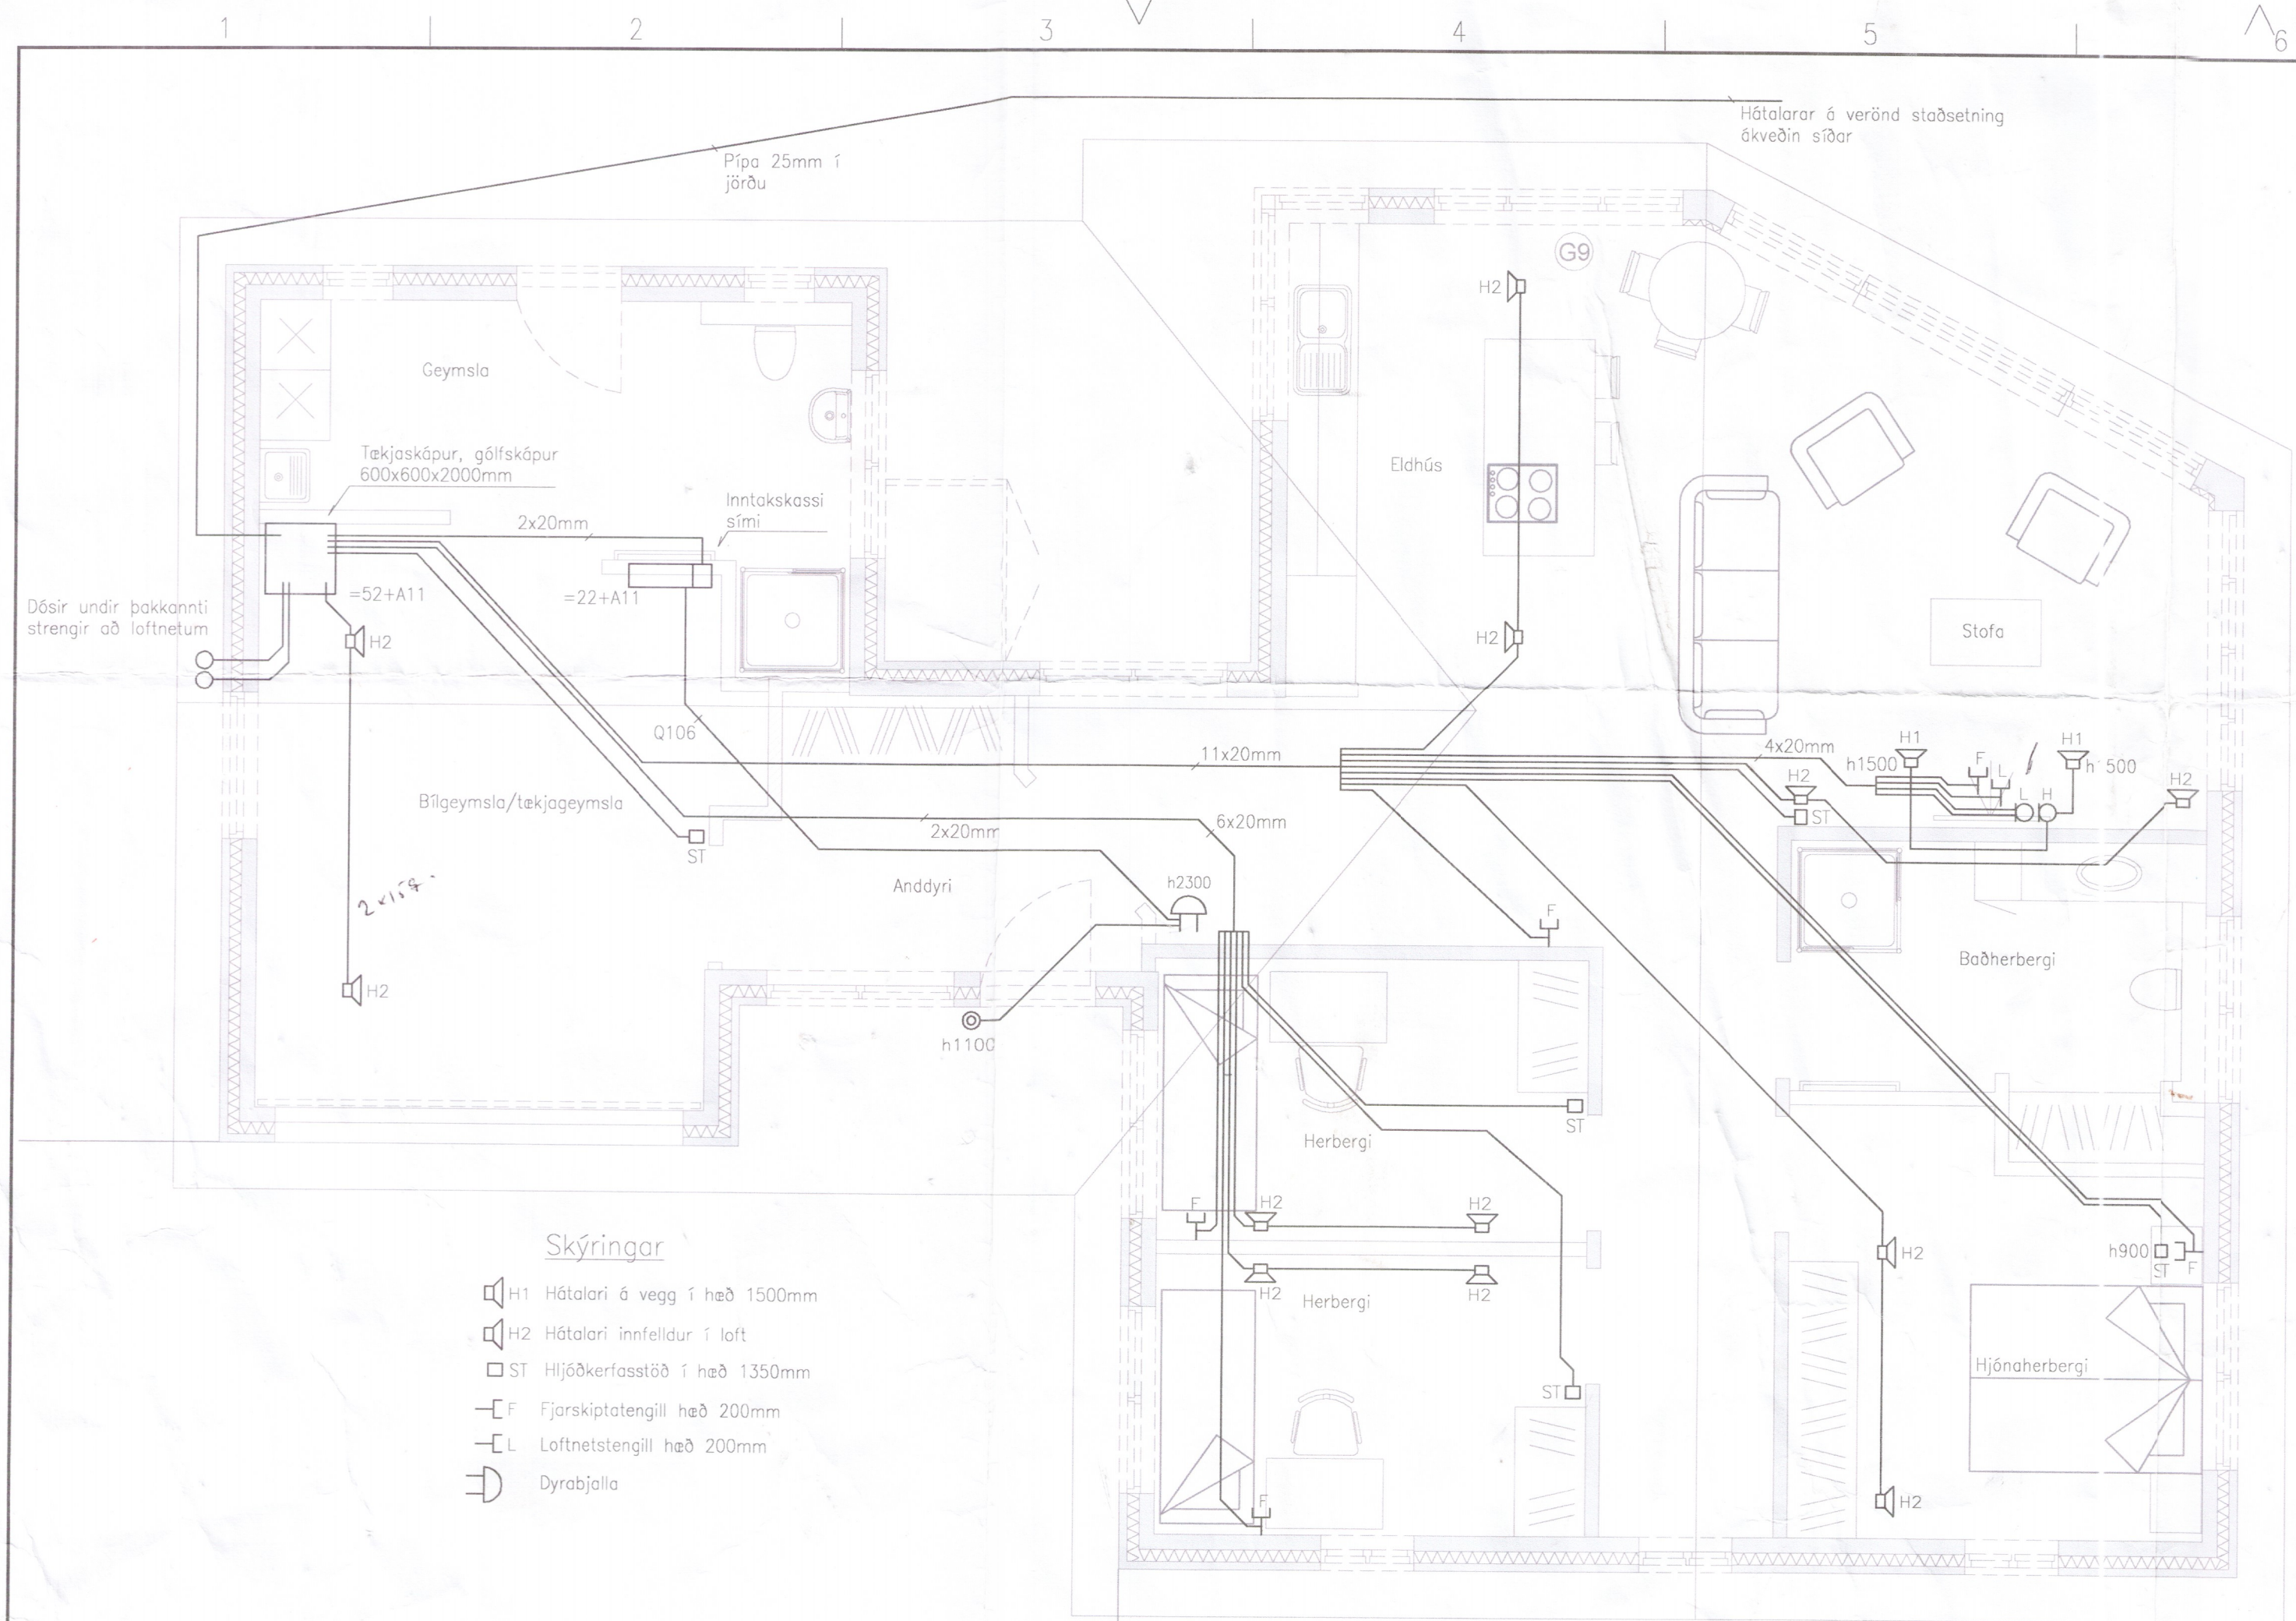 1 2 3 4 5 6
Hátalarar á verönd staðsetning
ákveðin síðar
Pípa 25mm í
jörðu
G9
H2
Geymsla
Tækjaskápur, gólfskápur
600x600x2000mm
Eldhús
Inntakskassi
sími
2x20mm
=52+A11
=22+A11
Dósir undir þakkannti
strengir að loftnetum
H2
H2
Stofa
Q106
11x20mm
4x20mm
H1
h1500
F
L
H1
h1500
H2
H2
L
H
ST
Bílgeymsla/tækjageymsla
2x20mm
6x20mm
ST
Anddyri
h2300
F
Baðherbergi
H2
h1100
ST
Herbergi
F
H2
H2
Skýringar
H2
h900
ST
F
H1 Hátalari á vegg í hæð 1500mm
H2
H2
Herbergi
H2 Hátalari innfelldur í loft
ST Hljóðkerfasstöð í hæð 1350mm
Hjónaherbergi
ST
F Fjarskiptatengill hæð 200mm
L Loftnetstengill hæð 200mm
Dyrabjalla
F
H2